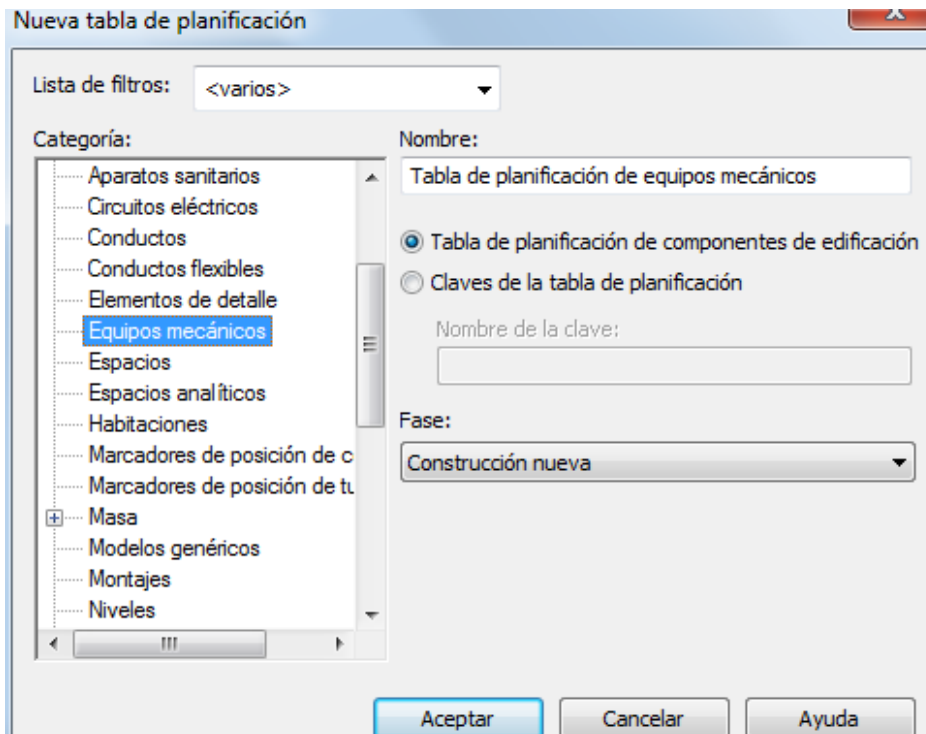 Nueva tabla de planificación
Lista de filtros:
<varios>
Categoría:
Aparatos sanitarios
Circuitos eléctricos
Conductos
Conductos flexibles
Elementos de detalle
Equipos mecánicos
Espacios
Espacios analíticos
Habitaciones
Marcadores de posición de c
Marcadores de posición de tu
Masa
Modelos genéricos
Montajes
Niveles
Nombre:
Tabla de planificación de equipos mecánicos
Tabla de planificación de componentes de edificación
Claves de la tabla de planificación
Nombre de la clave:
Fase:
Construcción nueva
Aceptar
Cancelar
Ayuda